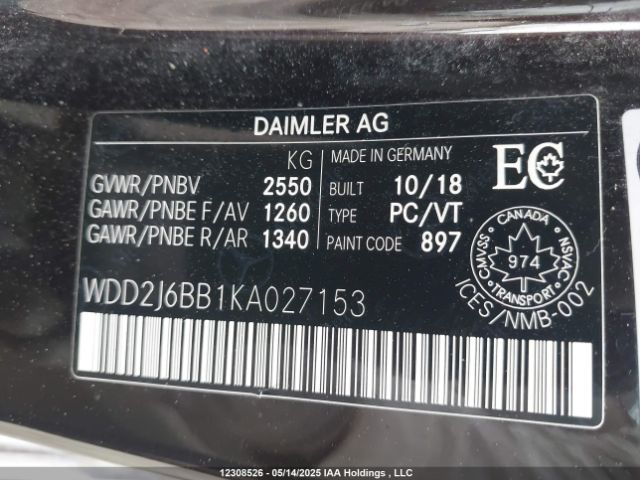 DAIMLER AG
KG
MADE IN GERMANY
GVWR/PNBV 2550
BUILT 10/18
GAWR/PNBE F/AV 1260
TYPE PC/VT
GAWR/PNBE R/AR 1340
PAINT CODE 897
EC
CANADA
CMVSS NSVAC
974
TRANSPORT
ICES/NMB-002
WDD2J6BB1KA027153
12308526 - 05/14/2025 IAA Holdings , LLC